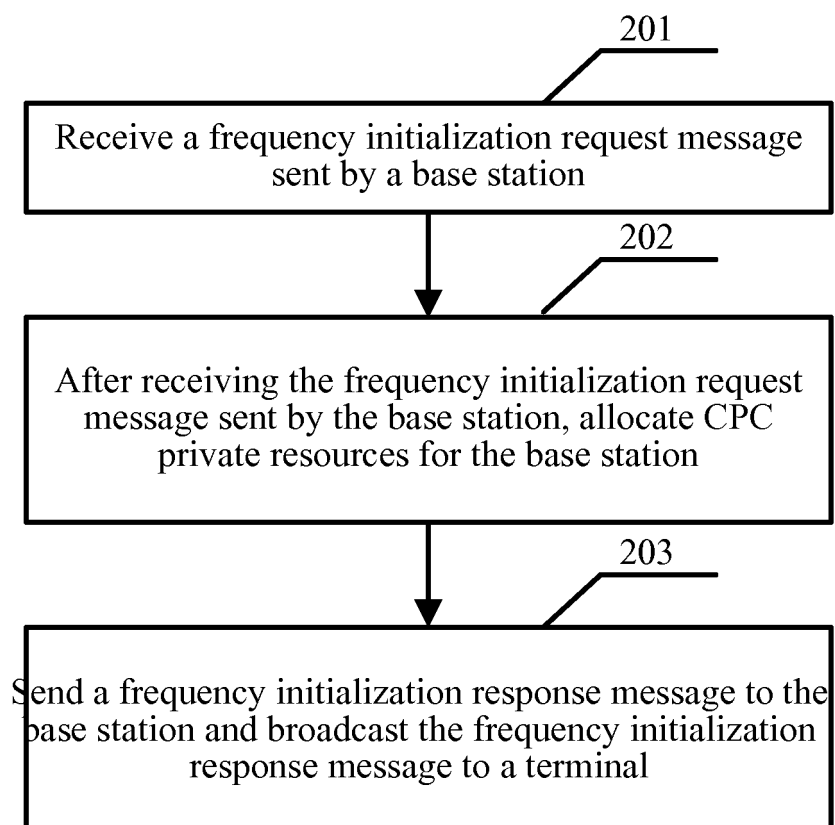 201
Receive a frequency initialization request message
sent by a base station
202
After receiving the frequency initialization request
message sent by the base station, allocate CPC
private resources for the base station
203
Send a frequency initialization response message to the
base station and broadcast the frequency initialization
response message to a terminal